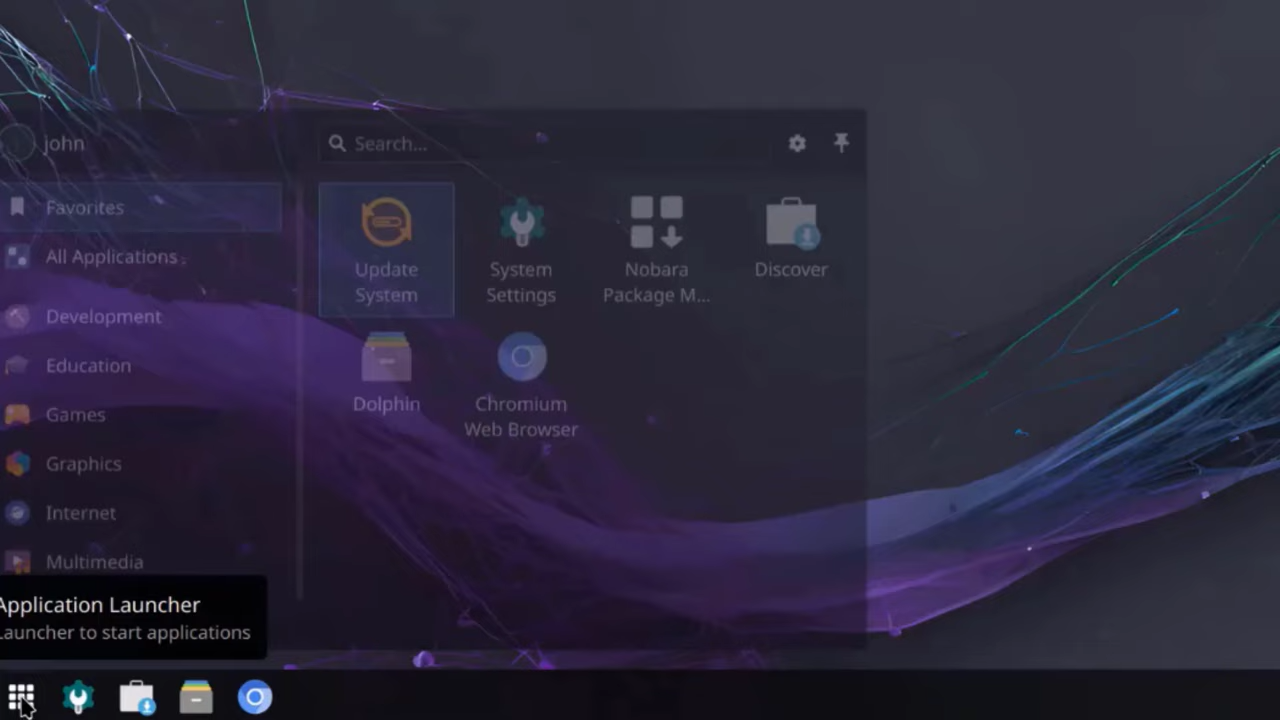 john
Search...
Favorites
All Applications
Development
Education
Games
Graphics
Internet
Multimedia
Update
System
System
Settings
Nobara
Package M...
Discover
Dolphin
Chromium
Web Browser
Application Launcher
Launcher to start applications